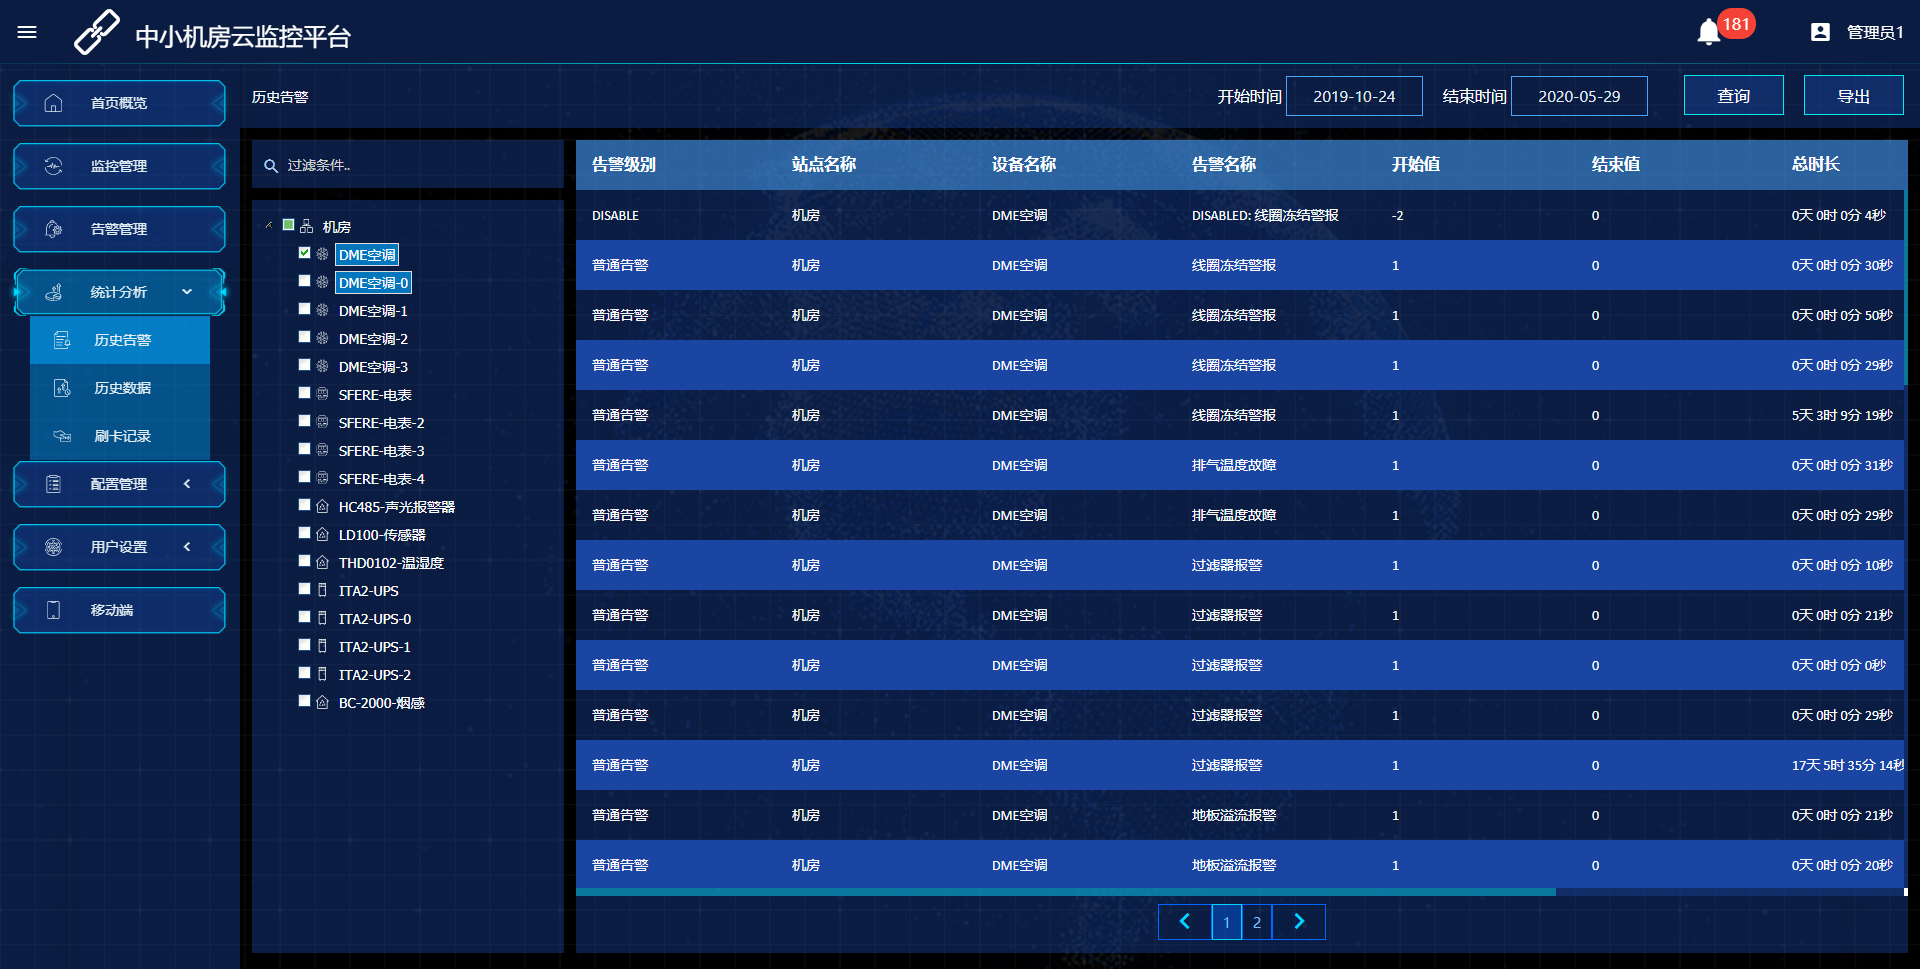 中小机房云监控平台
181
管理员1
首页概览
监控管理
告警管理
统计分析
历史告警
历史数据
刷卡记录
配置管理
用户设置
移动端
历史告警
开始时间 2019-10-24 结束时间 2020-05-29 查询 导出
过滤条件..
机房
DME空调
DME空调-0
DME空调-1
DME空调-2
DME空调-3
SFERE-电表
SFERE-电表-2
SFERE-电表-3
SFERE-电表-4
HC485-声光报警器
LD100-传感器
THD0102-温湿度
ITA2-UPS
ITA2-UPS-0
ITA2-UPS-1
ITA2-UPS-2
BC-2000-烟感
告警级别 站点名称 设备名称 告警名称 开始值 结束值 总时长
DISABLE 机房 DME空调 DISABLED: 线圈冻结警报 -2 0 0天 0时 0分 4秒
普通告警 机房 DME空调 线圈冻结警报 1 0 0天 0时 0分 30秒
普通告警 机房 DME空调 线圈冻结警报 1 0 0天 0时 0分 50秒
普通告警 机房 DME空调 线圈冻结警报 1 0 0天 0时 0分 29秒
普通告警 机房 DME空调 线圈冻结警报 1 0 5天 3时 9分 19秒
普通告警 机房 DME空调 排气温度故障 1 0 0天 0时 0分 31秒
普通告警 机房 DME空调 排气温度故障 1 0 0天 0时 0分 29秒
普通告警 机房 DME空调 过滤器报警 1 0 0天 0时 0分 10秒
普通告警 机房 DME空调 过滤器报警 1 0 0天 0时 0分 21秒
普通告警 机房 DME空调 过滤器报警 1 0 0天 0时 0分 0秒
普通告警 机房 DME空调 过滤器报警 1 0 0天 0时 0分 29秒
普通告警 机房 DME空调 过滤器报警 1 0 17天 5时 35分 14秒
普通告警 机房 DME空调 地板溢流报警 1 0 0天 0时 0分 21秒
普通告警 机房 DME空调 地板溢流报警 1 0 0天 0时 0分 20秒
1 2